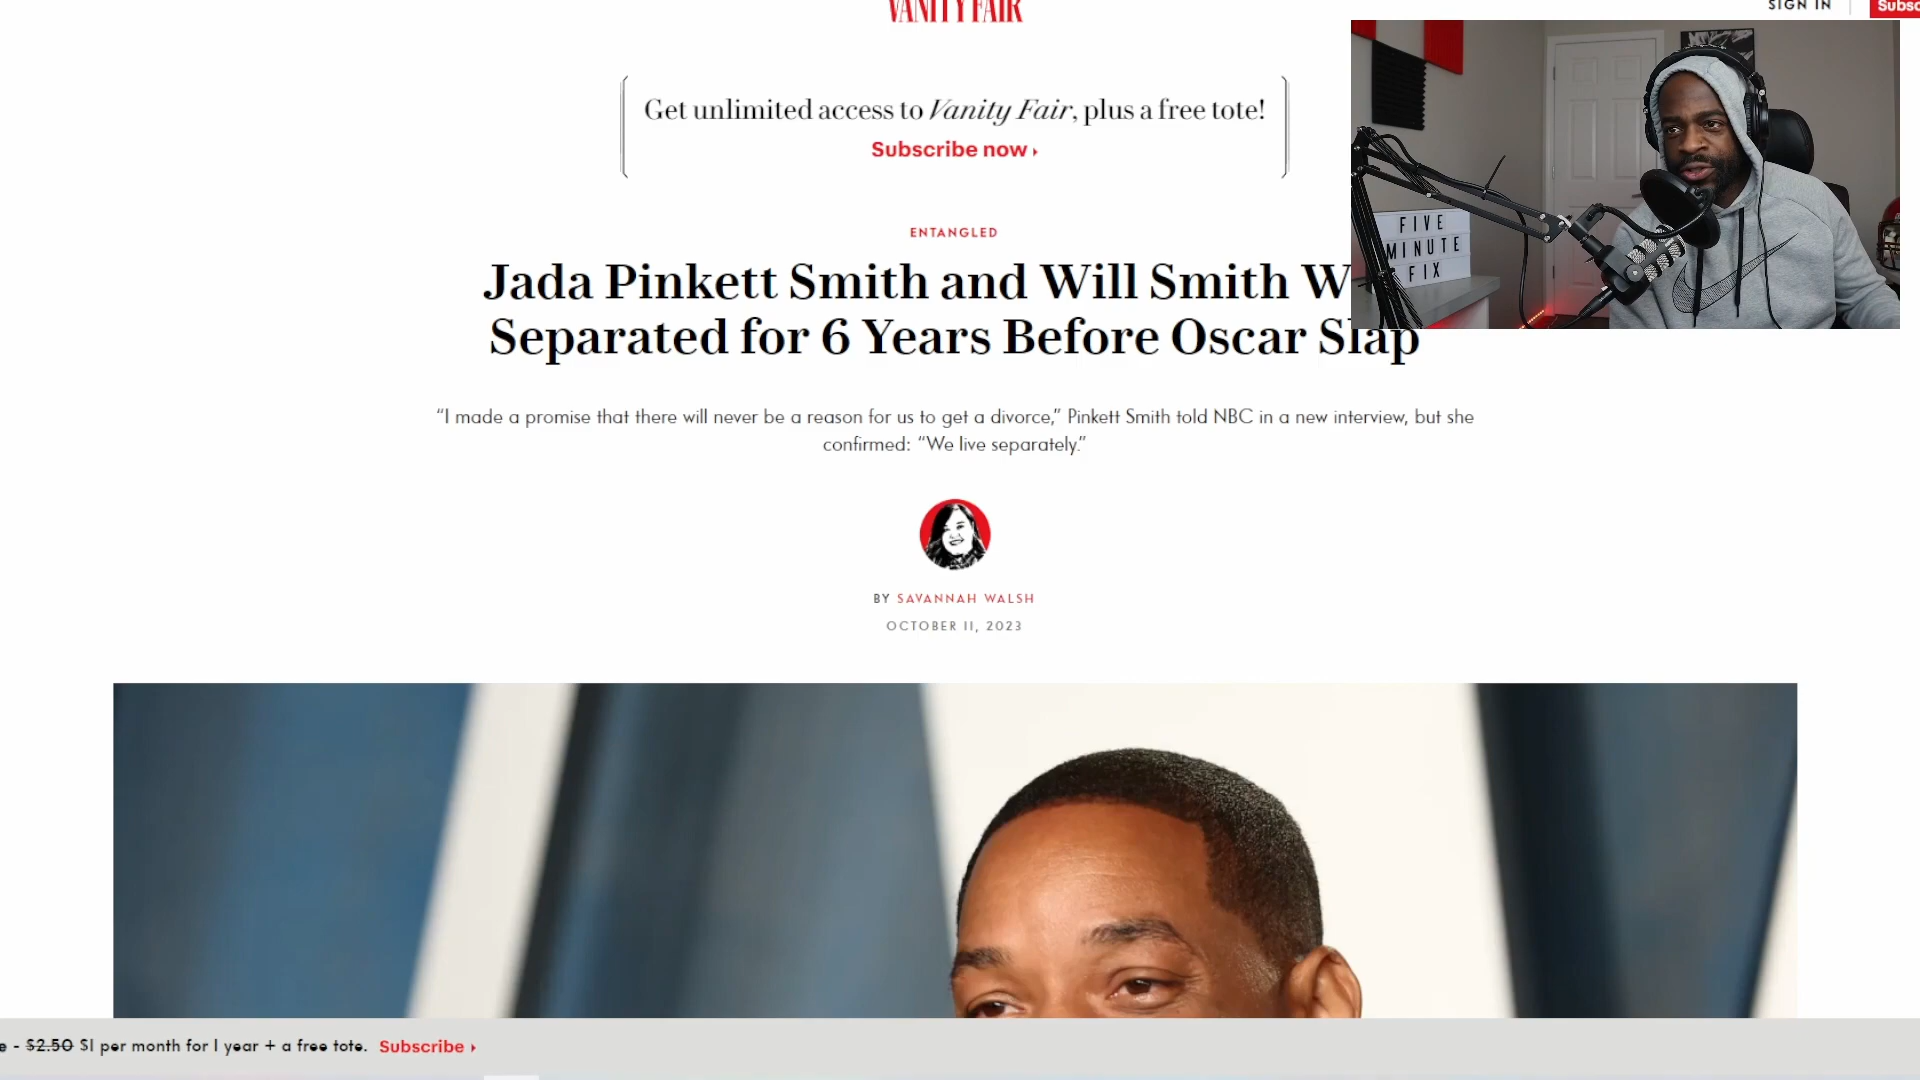 VANITY FAIR
SIGN IN
Get unlimited access to Vanity Fair, plus a free tote!
Subscribe now
ENTANGLED
Jada Pinkett Smith and Will Smith
Separated for 6 Years Before Oscar Slap
FIVE
MINUTE
FIX
“I made a promise that there will never be a reason for us to get a divorce,” Pinkett Smith told NBC in a new interview, but she
confirmed: “We live separately.”
BY SAVANNAH WALSH
OCTOBER 11, 2023
- $2.50 $1 per month for 1 year + a free tote. Subscribe